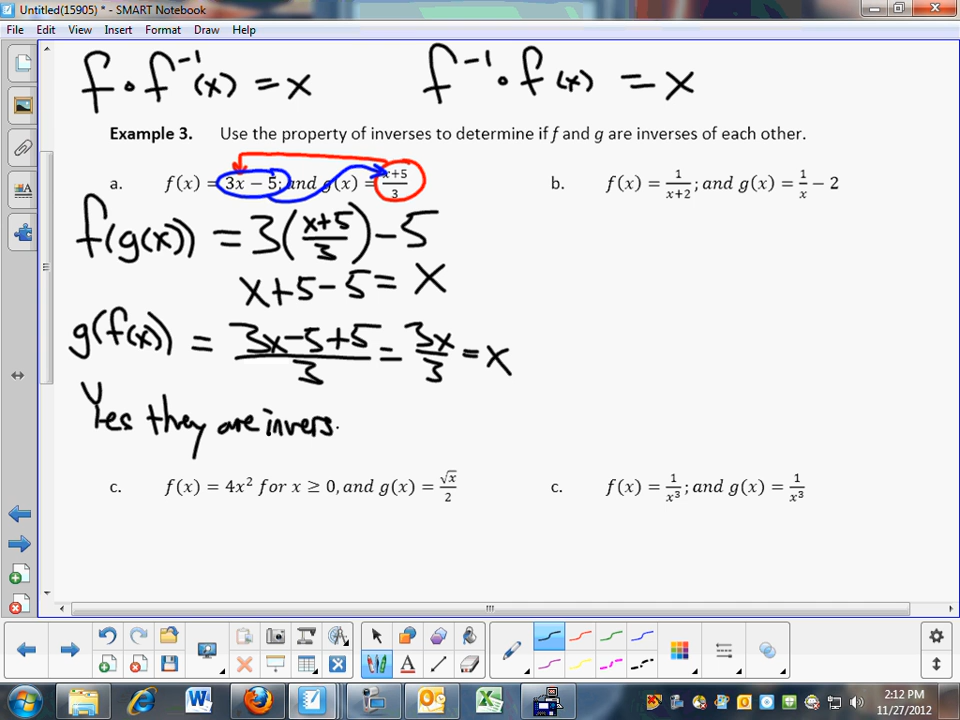 Untitled(15905) * - SMART Notebook
File Edit View Insert Format Draw Help
f∘f⁻¹(x) = x f⁻¹∘f(x) = x
Example 3. Use the property of inverses to determine if f and g are inverses of each other.
a. f(x) = 3x − 5; and g(x) = (x+5)/3 b. f(x) = 1/(x+2); and g(x) = 1/x − 2
f(g(x)) = 3((x+5)/3) − 5
x+5−5 = x
g(f(x)) = (3x−5+5)/3 = 3x/3 = x
Yes they are invers
c. f(x) = 4x² for x ≥ 0, and g(x) = √x/2 c. f(x) = 1/x³; and g(x) = 1/x³
2:12 PM
11/27/2012